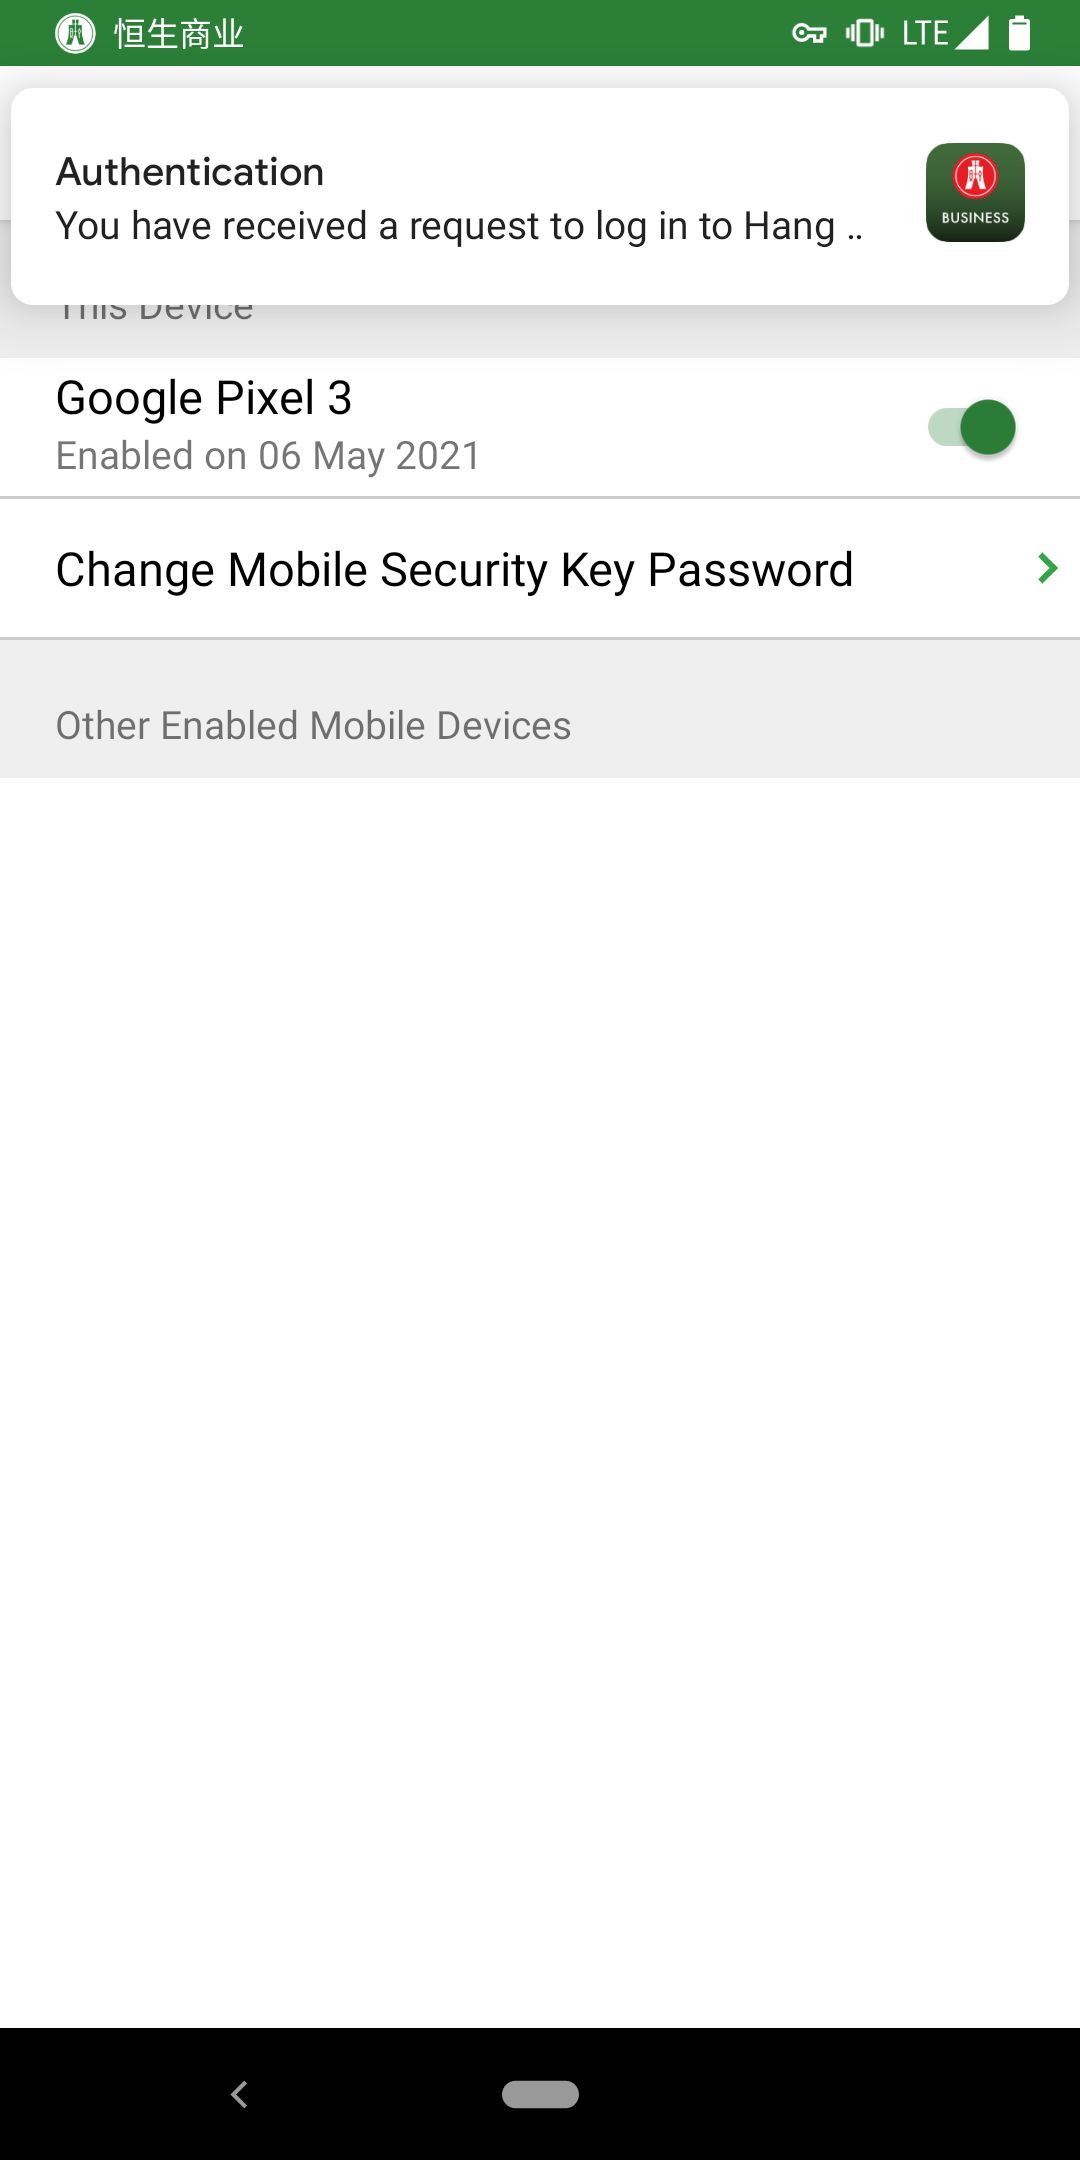 恒生商业
LTE
Authentication
You have received a request to log in to Hang ..
BUSINESS
This Device
Google Pixel 3
Enabled on 06 May 2021
Change Mobile Security Key Password
Other Enabled Mobile Devices